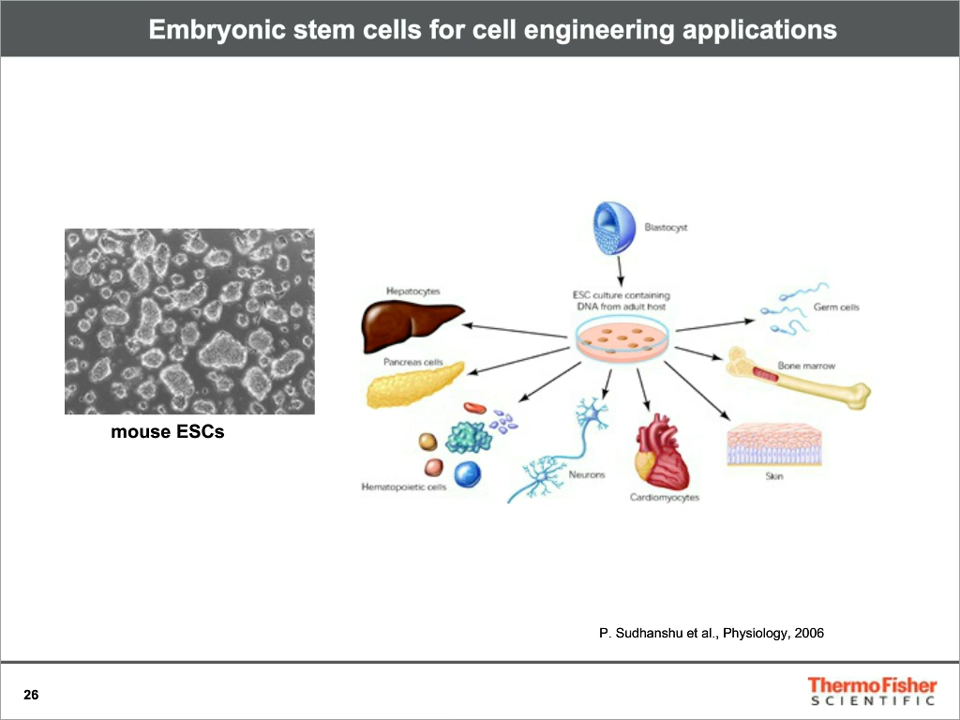 Embryonic stem cells for cell engineering applications
Blastocyst
ESC culture containing
DNA from adult host
Hepatocytes
Germ cells
Pancreas cells
Bone marrow
mouse ESCs
Hematopoietic cells
Neurons
Cardiomyocytes
Skin
P. Sudhanshu et al., Physiology, 2006
26
ThermoFisher
SCIENTIFIC